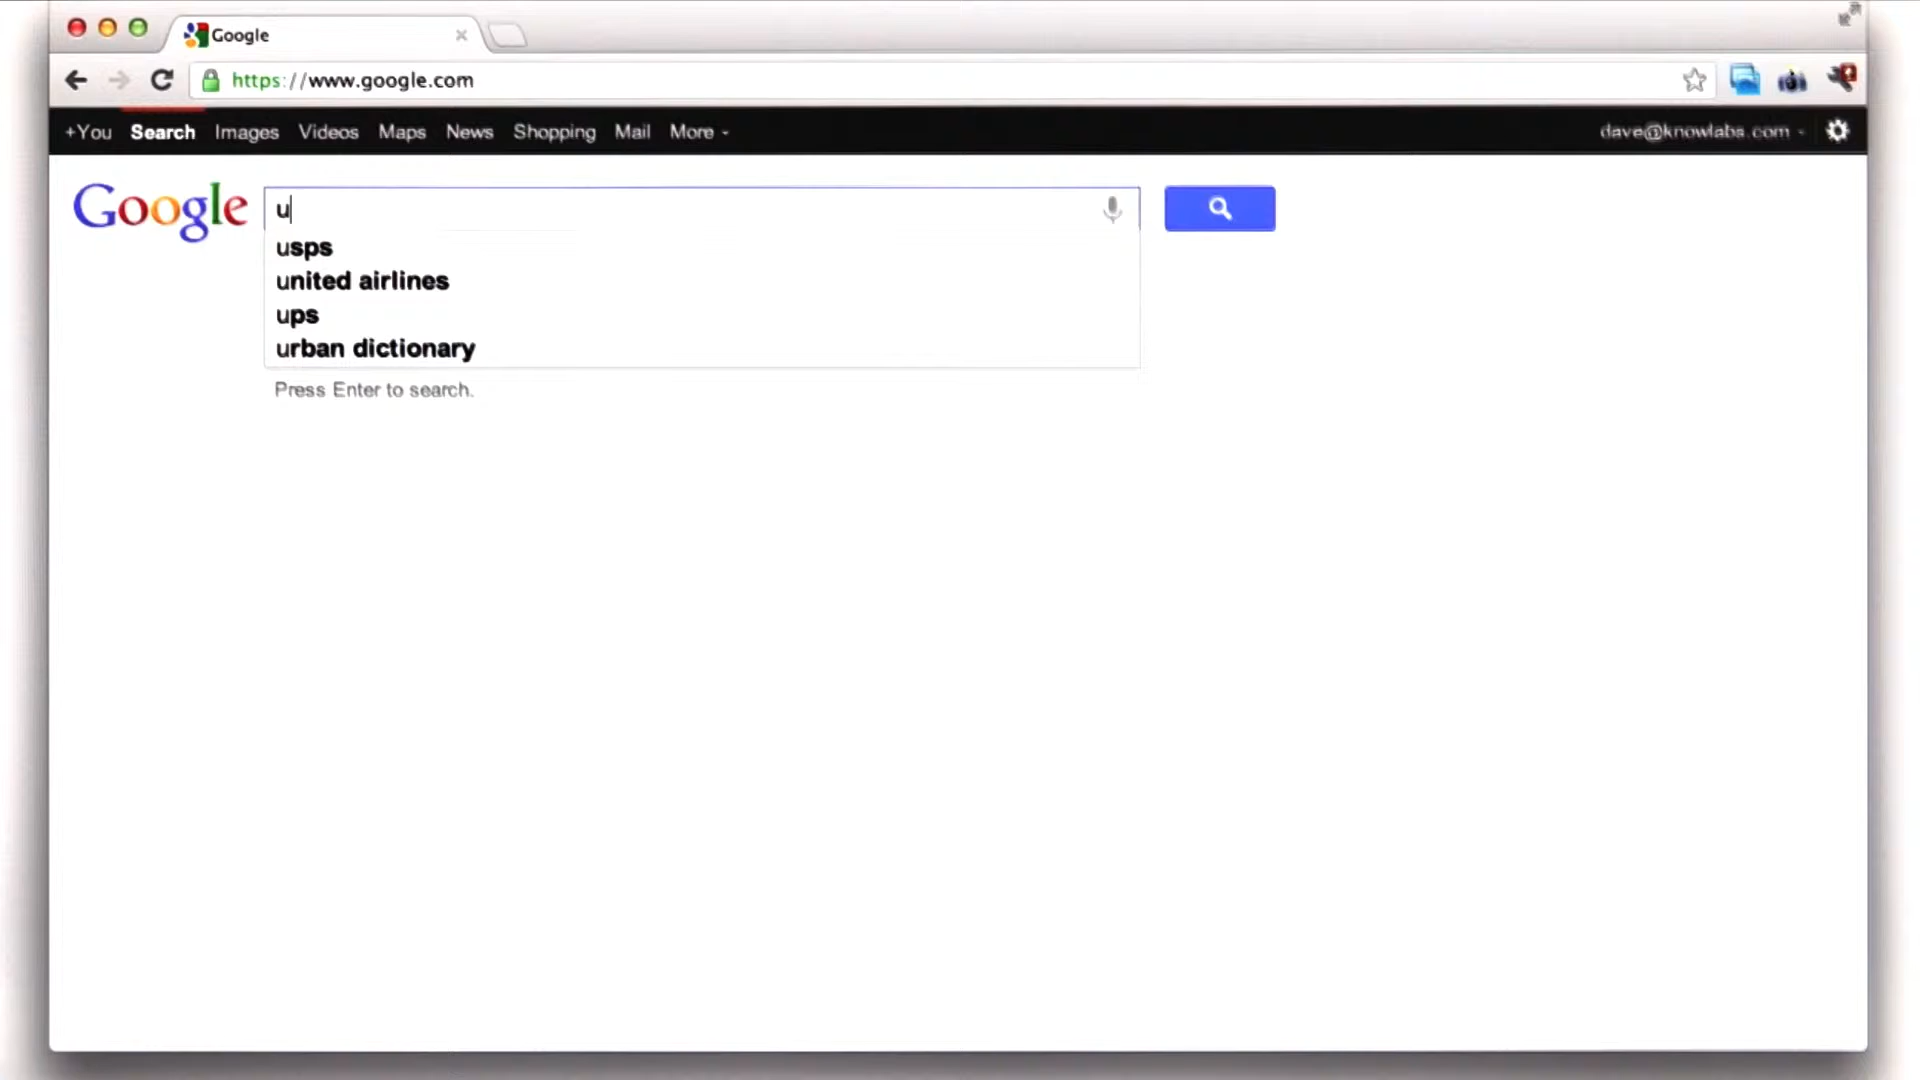 Google
https://www.google.com
+You Search Images Videos Maps News Shopping Mail More dave@knowlabs.com
Google u
usps
united airlines
ups
urban dictionary
Press Enter to search.